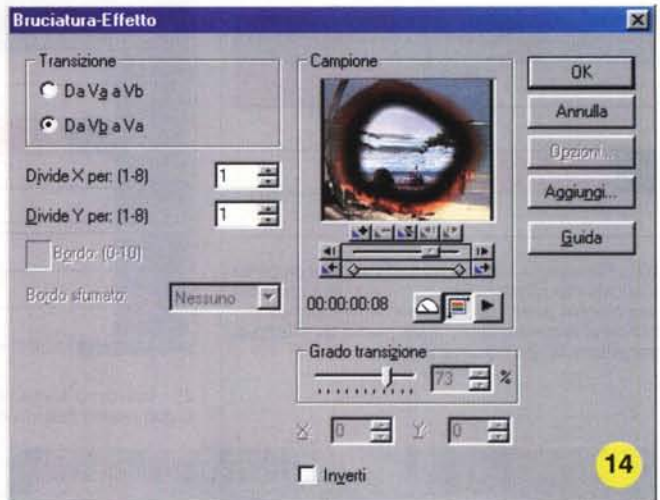 Bruciatura-Effetto
Transizione
Da Va a Vb
Da Vb a Va
Divide X per: (1-8) 1
Divide Y per: (1-8) 1
Bordo: (0-10)
Bordo sfumato: Nessuno
Campione
00:00:00:08
Grado transizione
73 %
X: 0 Y: 0
Inverti
OK
Annulla
Opzioni...
Aggiungi...
Guida
14